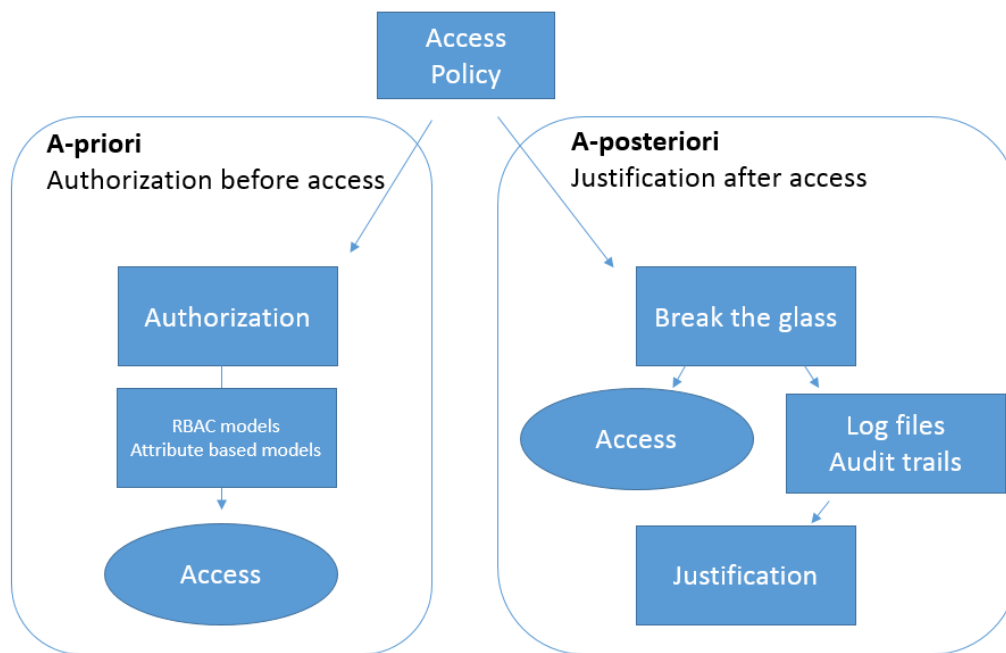 Access
Policy
A-priori
Authorization before access
Authorization
RBAC models
Attribute based models
Access
A-posteriori
Justification after access
Break the glass
Access
Log files
Audit trails
Justification